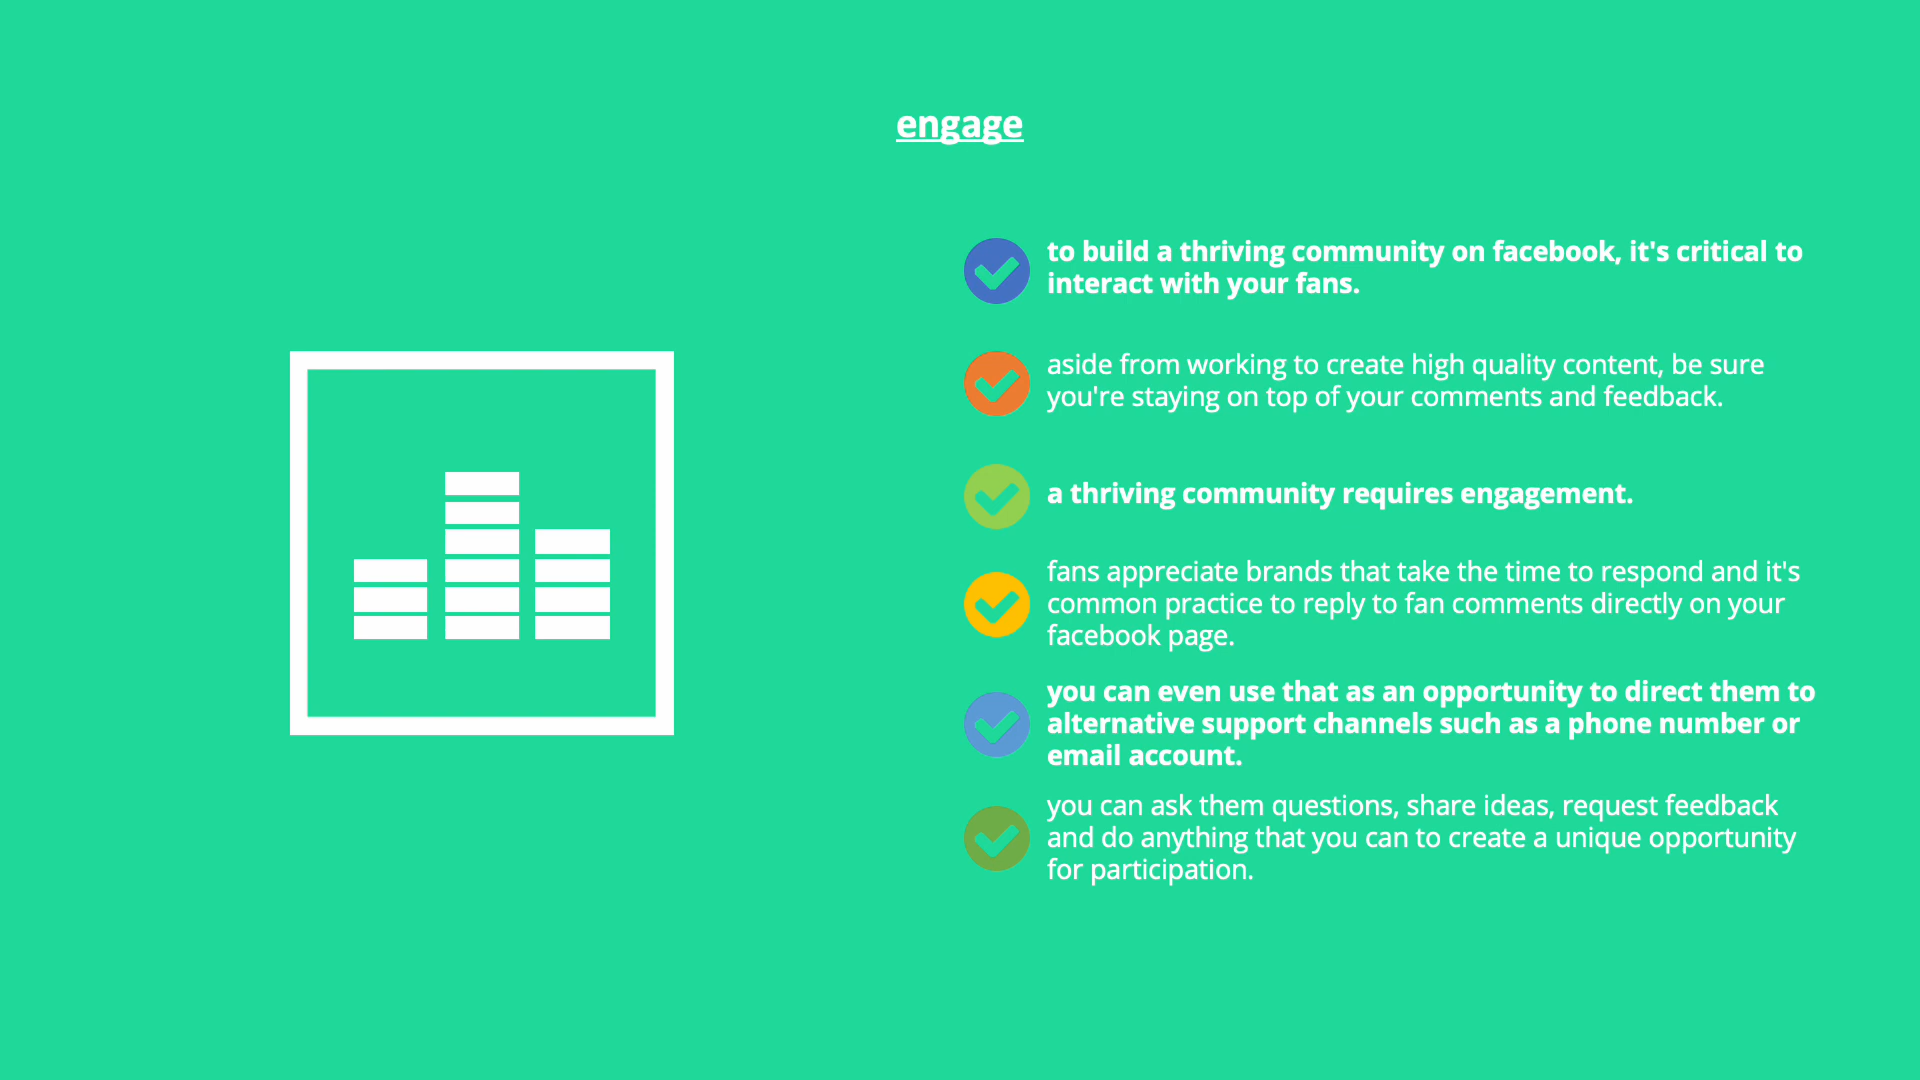 engage
to build a thriving community on facebook, it's critical to
interact with your fans.
aside from working to create high quality content, be sure
you're staying on top of your comments and feedback.
a thriving community requires engagement.
fans appreciate brands that take the time to respond and it's
common practice to reply to fan comments directly on your
facebook page.
you can even use that as an opportunity to direct them to
alternative support channels such as a phone number or
email account.
you can ask them questions, share ideas, request feedback
and do anything that you can to create a unique opportunity
for participation.